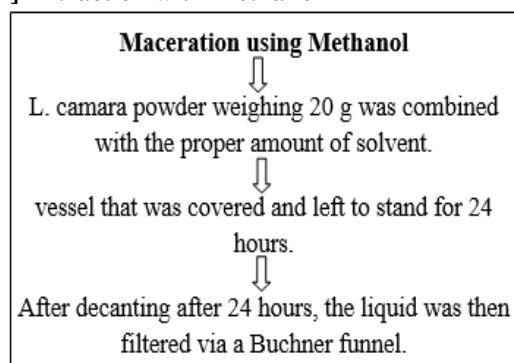 Maceration using Methanol
L. camara powder weighing 20 g was combined
with the proper amount of solvent.
vessel that was covered and left to stand for 24
hours.
After decanting after 24 hours, the liquid was then
filtered via a Buchner funnel.